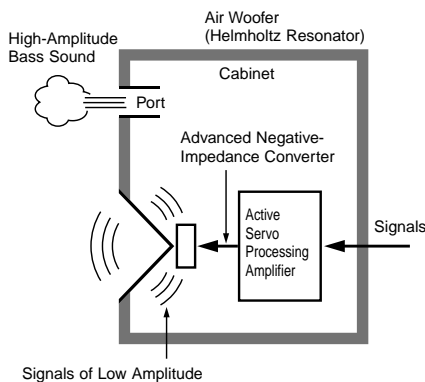 Air Woofer
(Helmholtz Resonator)
High-Amplitude
Bass Sound
Cabinet
Port
Advanced Negative-
Impedance Converter
Active
Servo
Processing
Amplifier
Signals
Signals of Low Amplitude